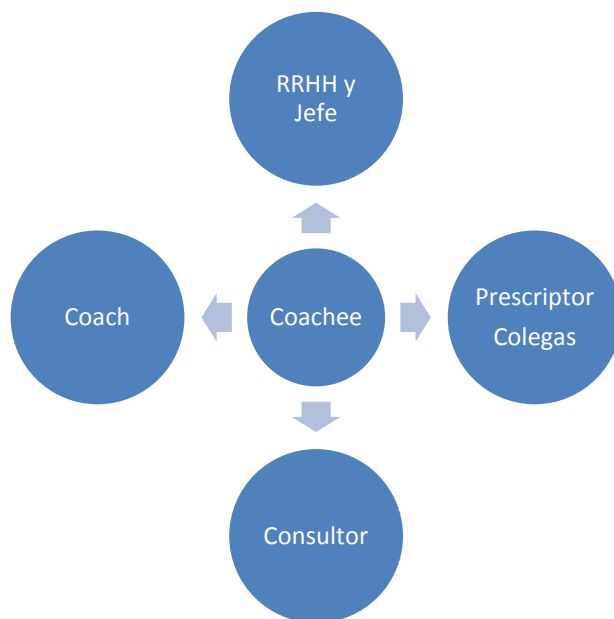 RRHH y
Jefe
Coach
Coachee
Prescriptor
Colegas
Consultor